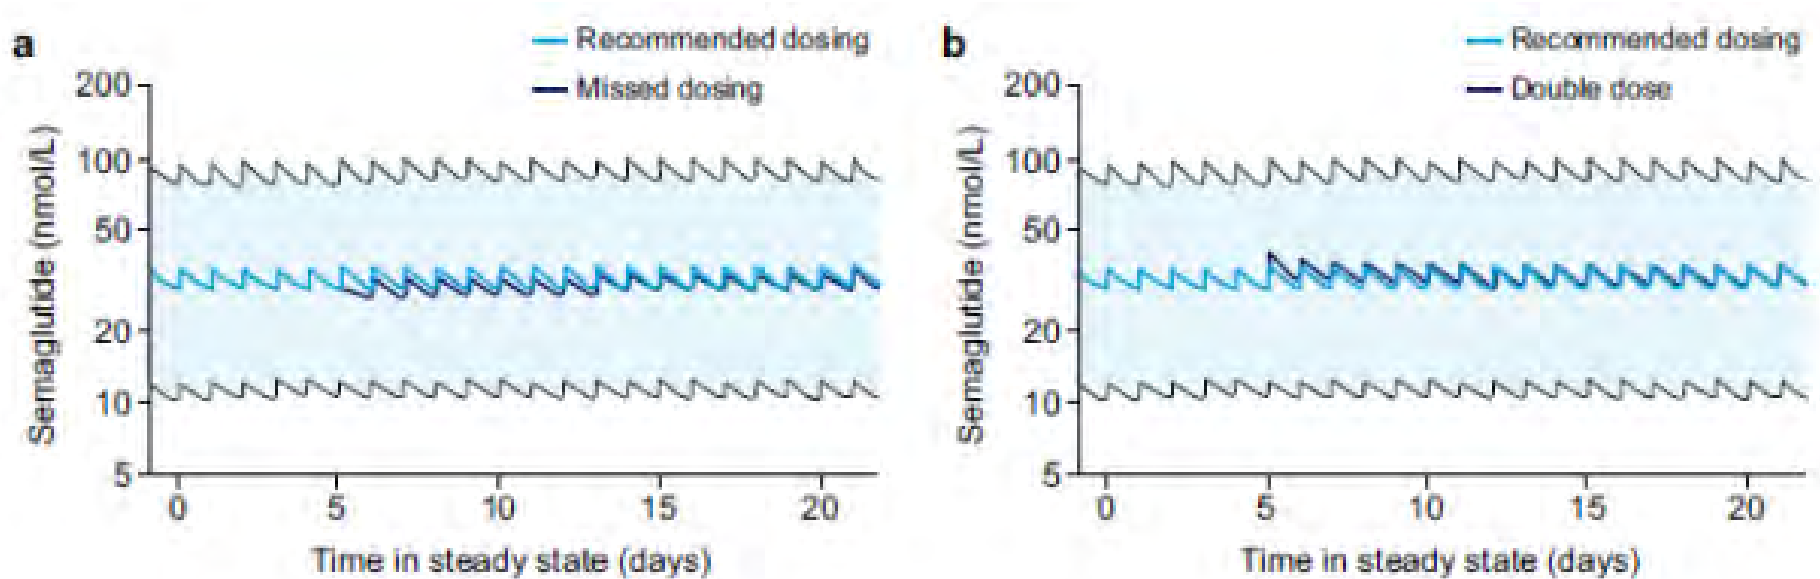 a
Recommended dosing
Missed dosing
200
100
50
20
10
5
Semaglutide (nmol/L)
0 5 10 15 20
Time in steady state (days)
b
Recommended dosing
Double dose
200
100
50
20
10
5
Semaglutide (nmol/L)
0 5 10 15 20
Time in steady state (days)